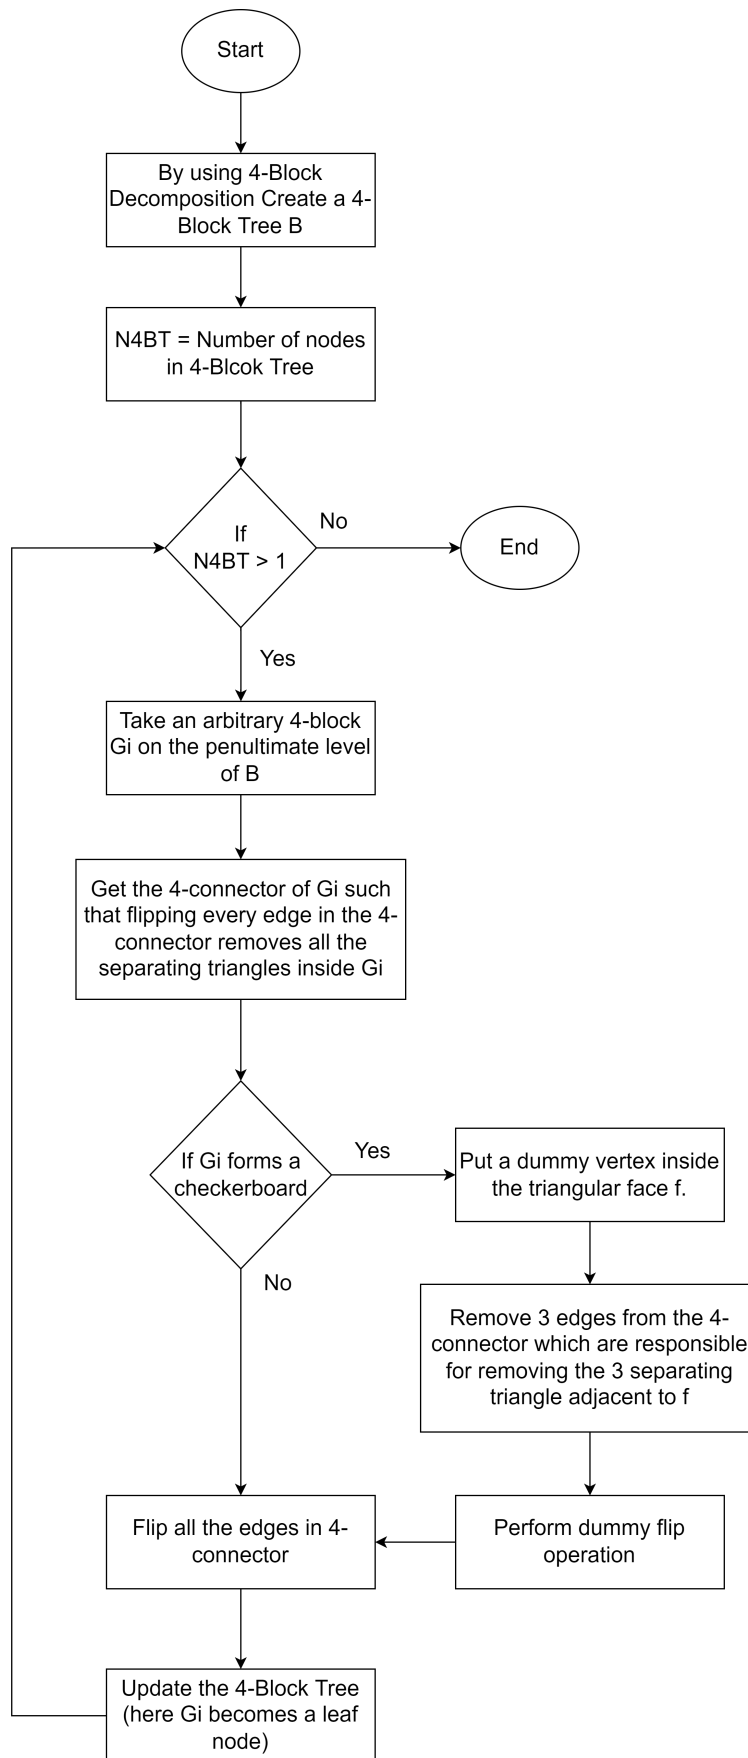 Start
By using 4-Block
Decomposition Create a 4-
Block Tree B
N4BT = Number of nodes
in 4-Blcok Tree
If
N4BT > 1
No
End
Yes
Take an arbitrary 4-block
Gi on the penultimate level
of B
Get the 4-connector of Gi such
that flipping every edge in the 4-
connector removes all the
separating triangles inside Gi
If Gi forms a
checkerboard
Yes
Put a dummy vertex inside
the triangular face f.
No
Remove 3 edges from the 4-
connector which are responsible
for removing the 3 separating
triangle adjacent to f
Flip all the edges in 4-
connector
Perform dummy flip
operation
Update the 4-Block Tree
(here Gi becomes a leaf
node)